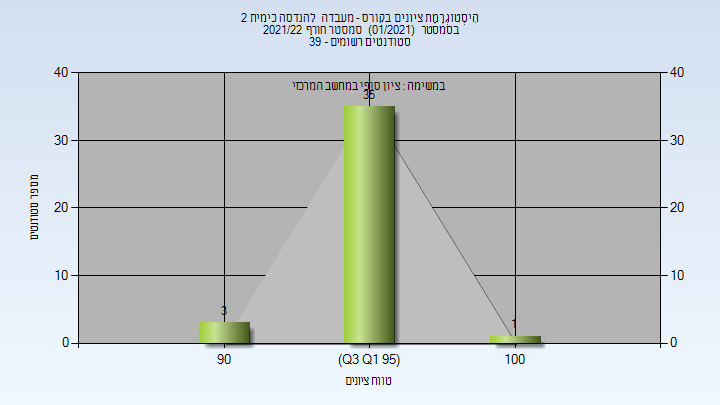 הִיסְטוֹגְרָמַת ציונים בקורס - מעבדה להנדסה כימית 2
בסמסטר (01/2021) סמסטר חורף 2021/22
סטודנטים רשומים - 39
במשימה : ציון סופי במחשב המרכזי
40
30
20
10
0
40
30
20
10
0
מספר סטודנטים
3
35
1
90
(Q3 Q1 95)
100
טווח ציונים